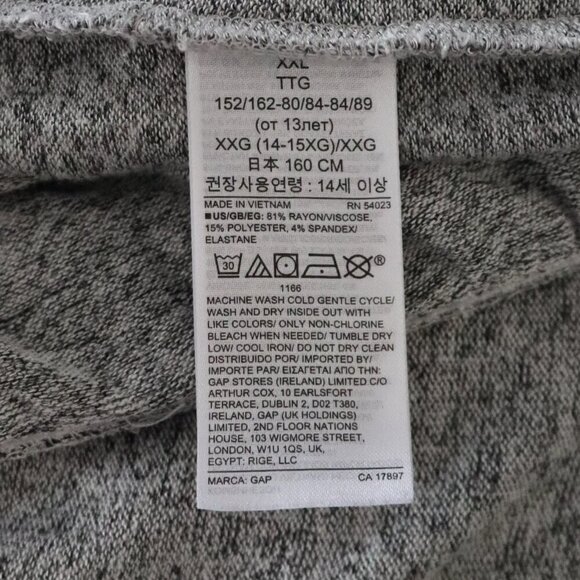 XXL
TTG
152/162-80/84-84/89
(от 13лет)
XXG (14-15XG)/XXG
日本 160 CM
권장사용연령 : 14세 이상
MADE IN VIETNAM RN 54023
■US/GB/EG: 81% RAYON/VISCOSE,
15% POLYESTER, 4% SPANDEX/
ELASTANE
30 ®
1166
MACHINE WASH COLD GENTLE CYCLE/
WASH AND DRY INSIDE OUT WITH
LIKE COLORS/ ONLY NON-CHLORINE
BLEACH WHEN NEEDED/ TUMBLE DRY
LOW/ COOL IRON/ DO NOT DRY CLEAN
DISTRIBUIDO POR/ IMPORTED BY/
IMPORTE PAR/ ΕΙΣΑΓΕΤΑΙ ΑΠΟ ΤΗΝ:
GAP STORES (IRELAND) LIMITED C/O
ARTHUR COX, 10 EARLSFORT
TERRACE, DUBLIN 2, D02 T380,
IRELAND, GAP (UK HOLDINGS)
LIMITED, 2ND FLOOR NATIONS
HOUSE, 103 WIGMORE STREET,
LONDON, W1U 1QS, UK,
EGYPT: RIGE, LLC
MARCA: GAP CA 17897